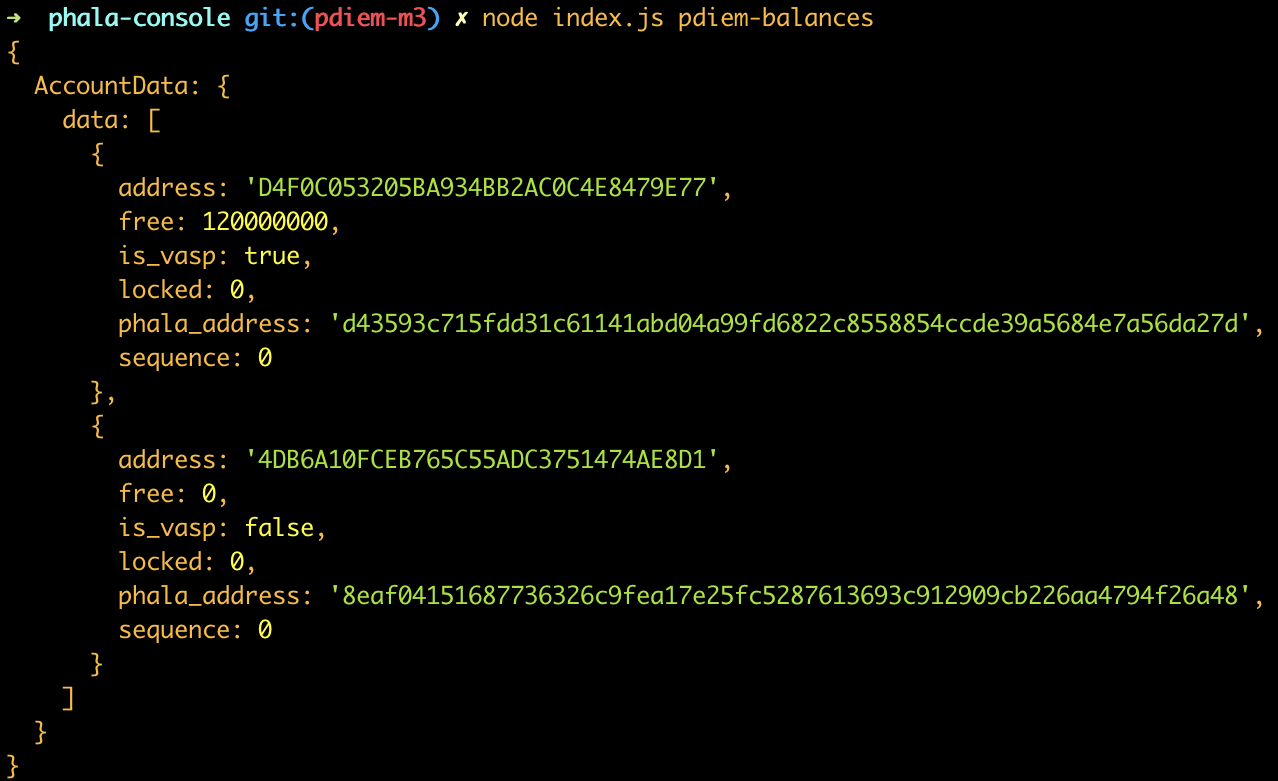 ➜  phala-console git:(pdiem-m3) ✗ node index.js pdiem-balances
{
  AccountData: {
    data: [
      {
        address: 'D4F0C053205BA934BB2AC0C4E8479E77',
        free: 120000000,
        is_vasp: true,
        locked: 0,
        phala_address: 'd43593c715fdd31c61141abd04a99fd6822c8558854ccde39a5684e7a56da27d',
        sequence: 0
      },
      {
        address: '4DB6A10FCEB765C55ADC3751474AE8D1',
        free: 0,
        is_vasp: false,
        locked: 0,
        phala_address: '8eaf04151687736326c9fea17e25fc5287613693c912909cb226aa4794f26a48',
        sequence: 0
      }
    ]
  }
}